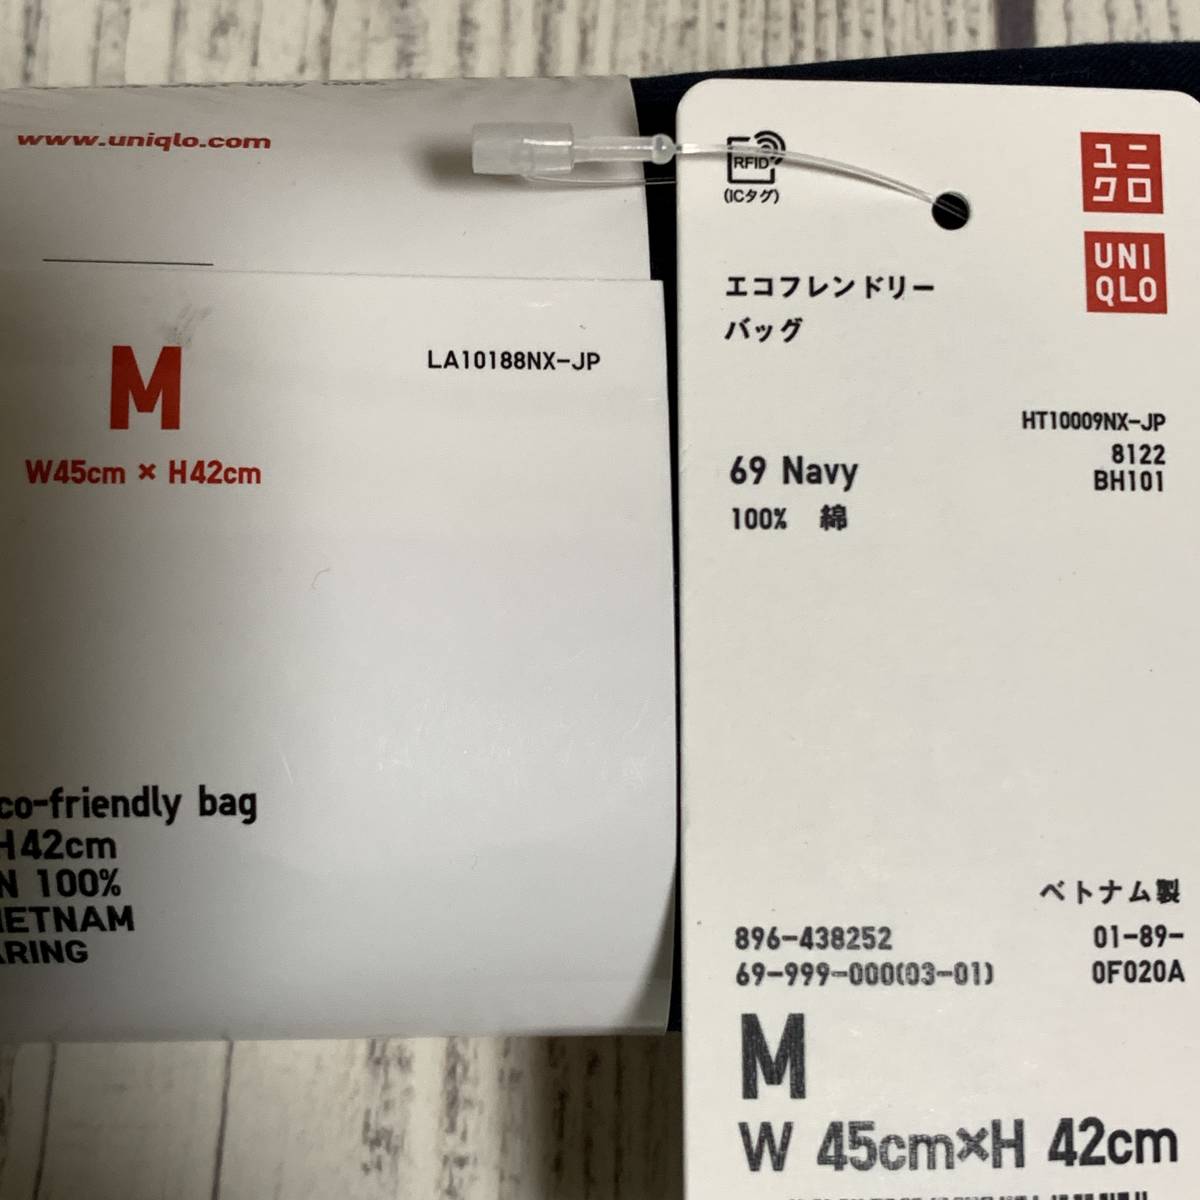 www.uniqlo.com
M
LA10188NX-JP
W45cm × H42cm
co-friendly bag
H42cm
N 100%
IETNAM
ARING
RFID
(ICタグ)
ユニ
クロ
UNI
QLO
エコフレンドリー
バッグ
HT10009NX-JP
8122
BH101
69 Navy
100% 綿
ベトナム製
896-438252
01-89-
69-999-000(03-01)
0F020A
M
W 45cm×H 42cm